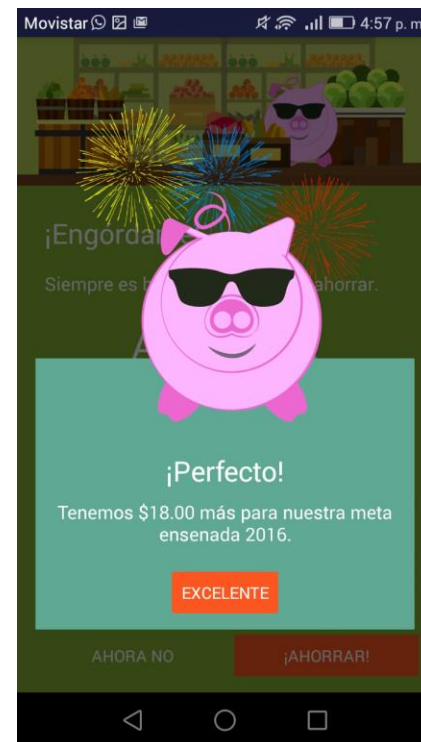 Movistar 4:57 p. m
¡Engorda
Siempre es ahorrar.
A
¡Perfecto!
Tenemos $18.00 más para nuestra meta
ensenada 2016.
EXCELENTE
AHORA NO ¡AHORRAR!